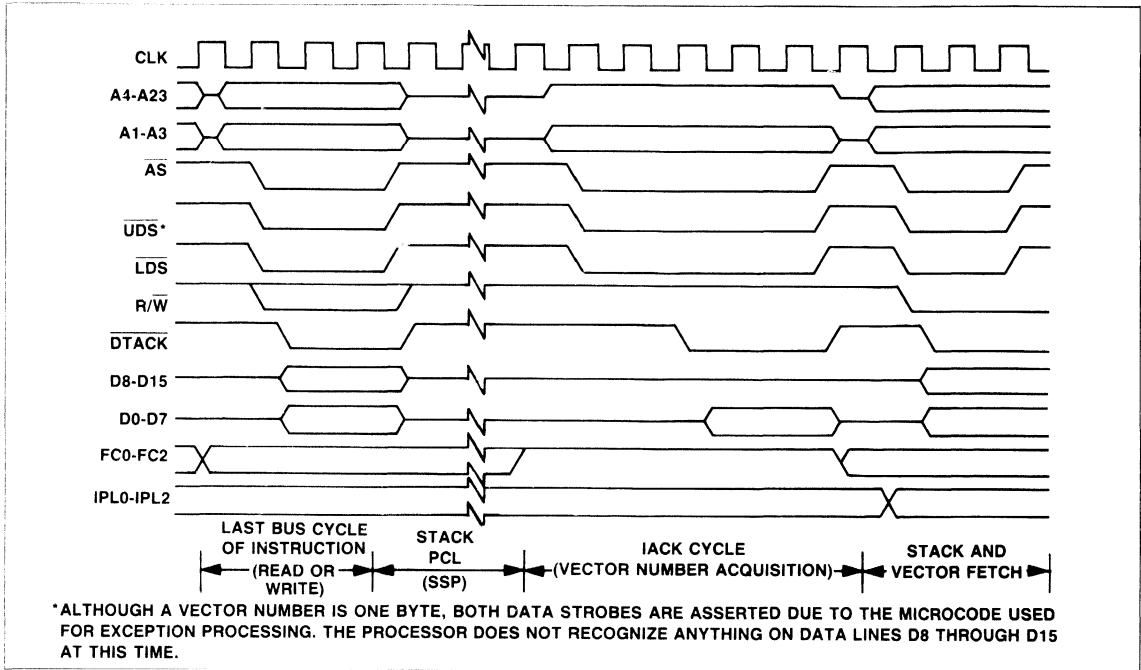 CLK
A4-A23
A1-A3
AS
UDS*
LDS
R/W
DTACK
D8-D15
D0-D7
FC0-FC2
IPL0-IPL2
LAST BUS CYCLE
OF INSTRUCTION
(READ OR
WRITE)
STACK
PCL
(SSP)
IACK CYCLE
(VECTOR NUMBER ACQUISITION)
STACK AND
VECTOR FETCH
*ALTHOUGH A VECTOR NUMBER IS ONE BYTE, BOTH DATA STROBES ARE ASSERTED DUE TO THE MICROCODE USED
FOR EXCEPTION PROCESSING. THE PROCESSOR DOES NOT RECOGNIZE ANYTHING ON DATA LINES D8 THROUGH D15
AT THIS TIME.